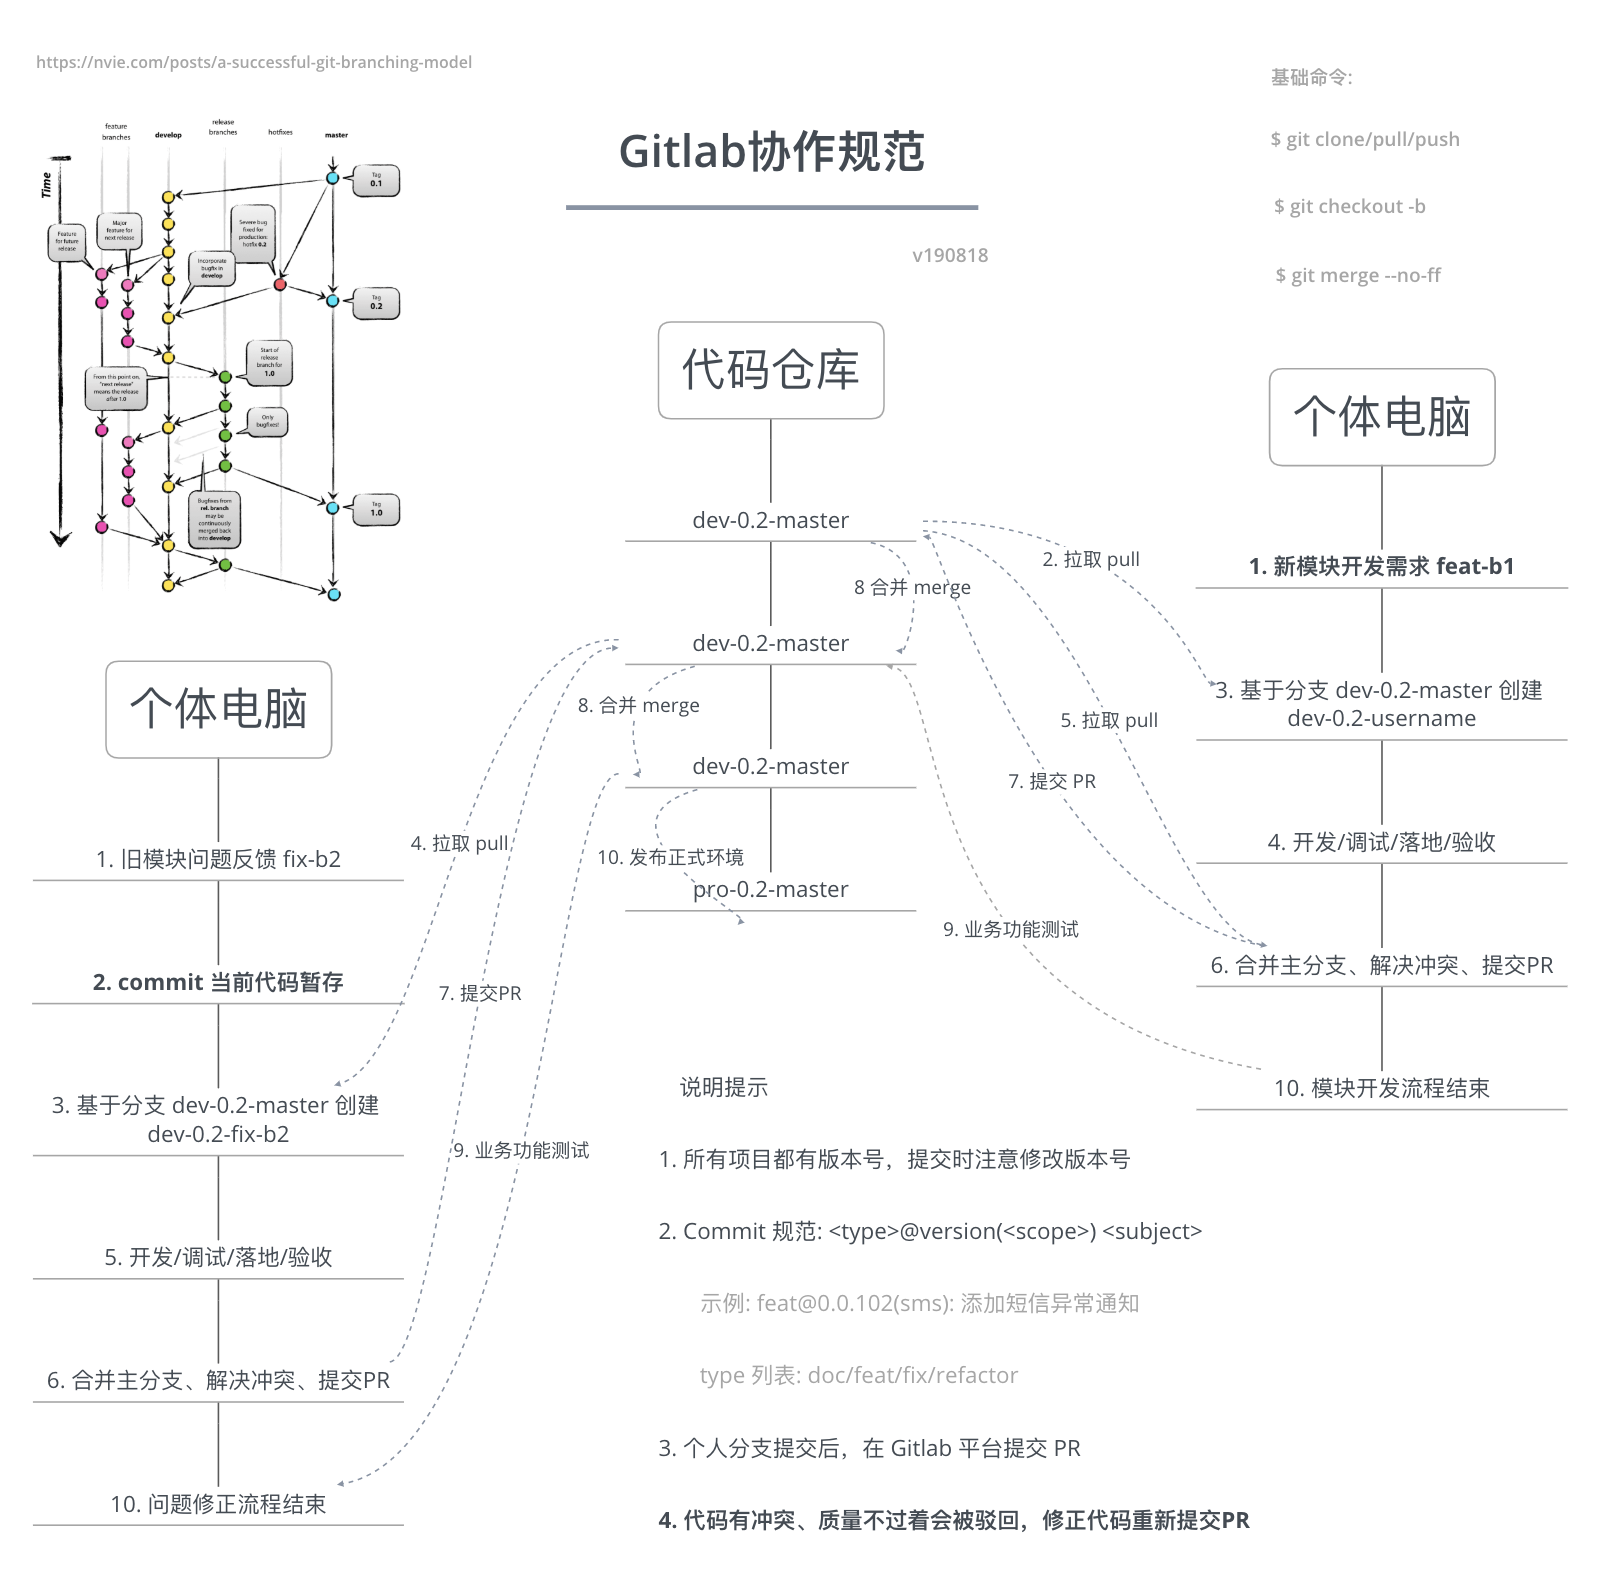 https://nvie.com/posts/a-successful-git-branching-model
feature
branches
develop
release
branches
hotfixes
master
Time
Tag
0.1
Feature
for future
release
Major
feature for
next release
Severe bug
fixed for
production:
hotfix 0.2
Incorporate
bugfix in
develop
Tag
0.2
Start of
release
branch for
1.0
From this point on,
"next release"
means the release
after 1.0
Only
bugfixes!
Bugfixes from
rel. branch
may be
continuously
merged back
into develop
Tag
1.0
Gitlab协作规范
v190818
基础命令:
$ git clone/pull/push
$ git checkout -b
$ git merge --no-ff
代码仓库
dev-0.2-master
8 合并 merge
dev-0.2-master
8. 合并 merge
dev-0.2-master
10. 发布正式环境
pro-0.2-master
个体电脑
1. 新模块开发需求 feat-b1
2. 拉取 pull
3. 基于分支 dev-0.2-master 创建
dev-0.2-username
5. 拉取 pull
7. 提交 PR
4. 开发/调试/落地/验收
9. 业务功能测试
6. 合并主分支、解决冲突、提交PR
10. 模块开发流程结束
个体电脑
1. 旧模块问题反馈 fix-b2
4. 拉取 pull
2. commit 当前代码暂存
7. 提交PR
3. 基于分支 dev-0.2-master 创建
dev-0.2-fix-b2
9. 业务功能测试
5. 开发/调试/落地/验收
6. 合并主分支、解决冲突、提交PR
10. 问题修正流程结束
说明提示
1. 所有项目都有版本号，提交时注意修改版本号
2. Commit 规范: <type>@version(<scope>) <subject>
示例: feat@0.0.102(sms): 添加短信异常通知
type 列表: doc/feat/fix/refactor
3. 个人分支提交后，在 Gitlab 平台提交 PR
4. 代码有冲突、质量不过着会被驳回，修正代码重新提交PR